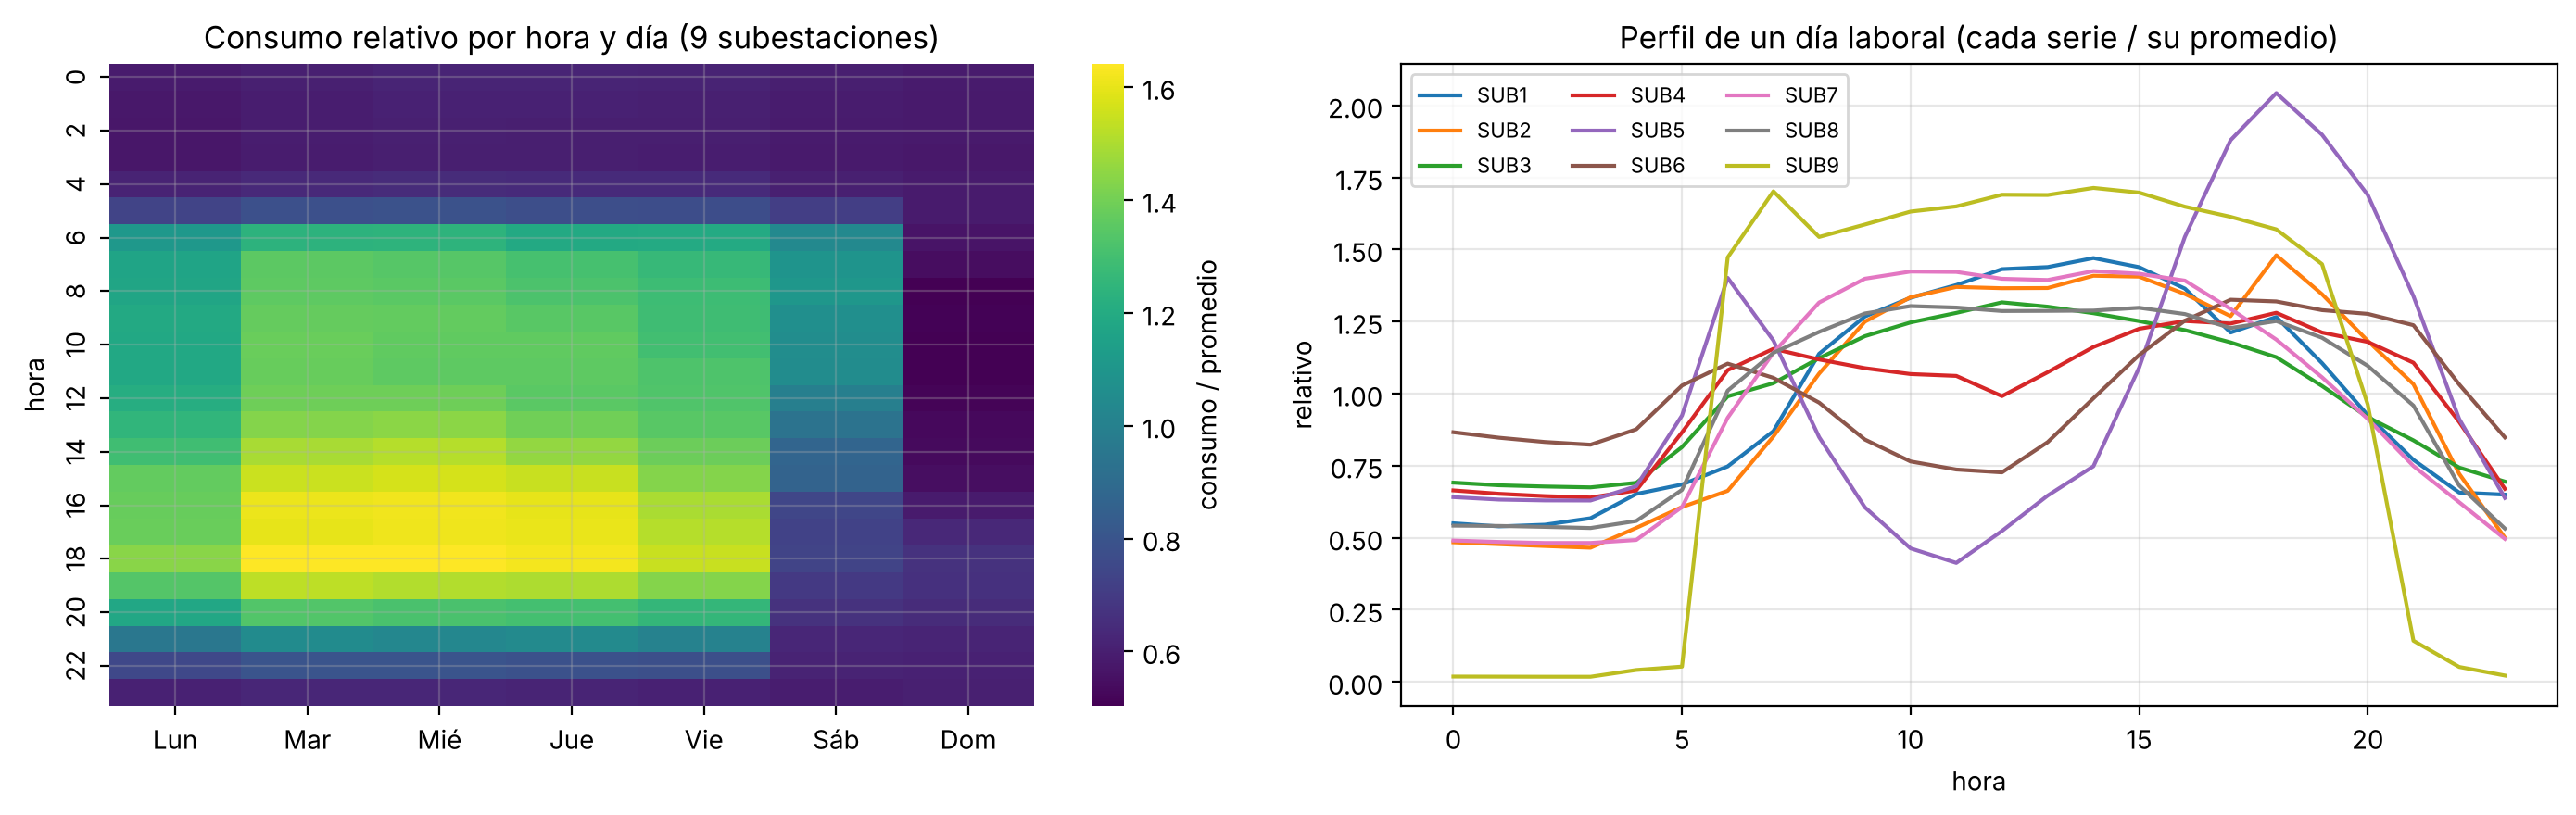 Consumo relativo por hora y día (9 subestaciones)
0
2
4
6
8
10
12
14
16
18
20
22
hora
Lun Mar Mié Jue Vie Sáb Dom
1.6
1.4
1.2
1.0
0.8
0.6
consumo / promedio
Perfil de un día laboral (cada serie / su promedio)
SUB1 SUB4 SUB7
SUB2 SUB5 SUB8
SUB3 SUB6 SUB9
2.00
1.75
1.50
1.25
1.00
0.75
0.50
0.25
0.00
relativo
0 5 10 15 20
hora